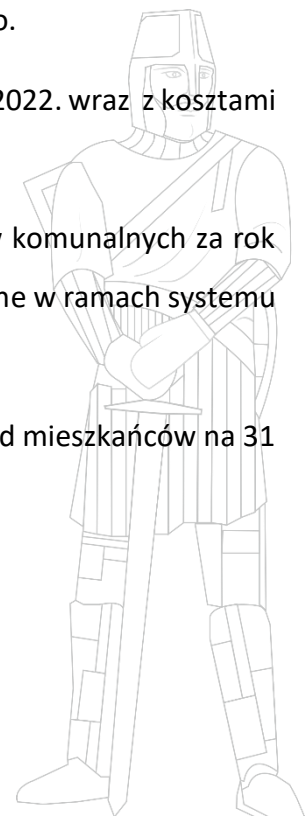 o.
2022. wraz z kosztami
komunalnych za rok
ne w ramach systemu
d mieszkańców na 31